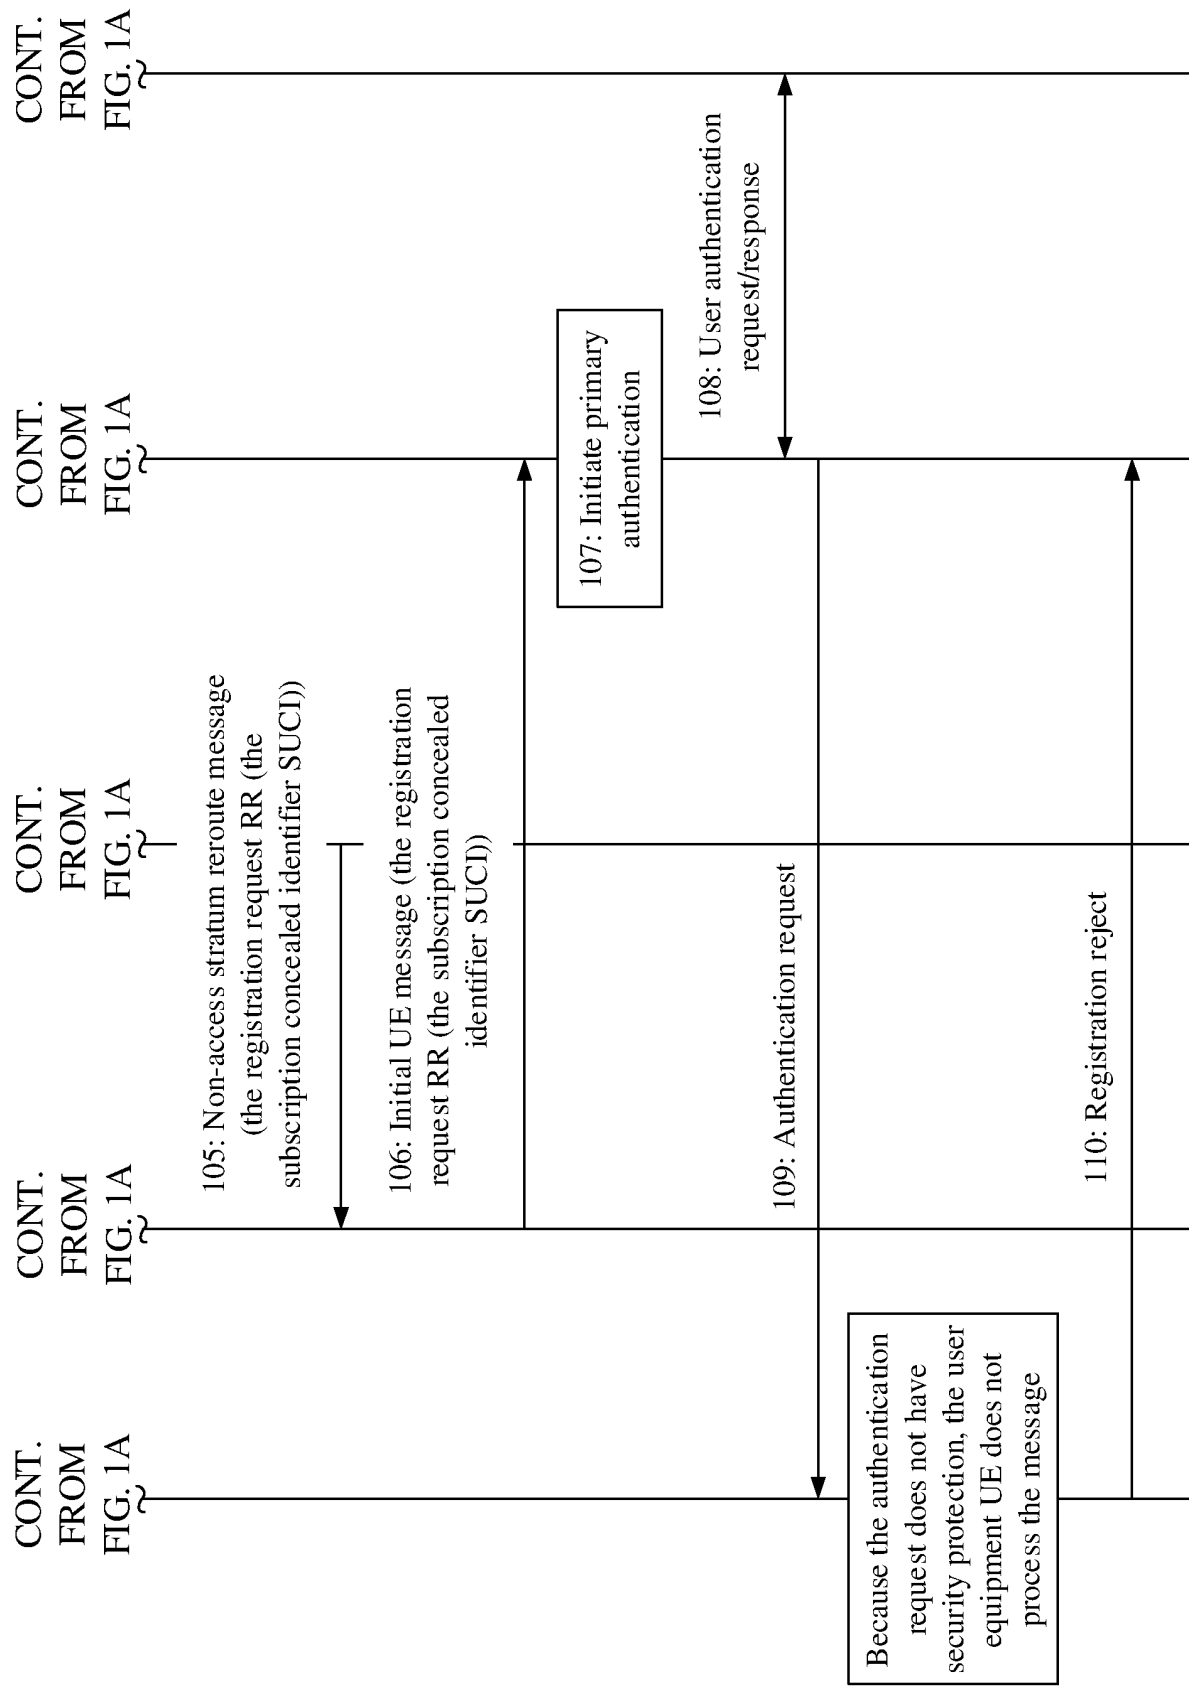 CONT.
FROM
FIG. 1A
CONT.
FROM
FIG. 1A
CONT.
FROM
FIG. 1A
CONT.
FROM
FIG. 1A
CONT.
FROM
FIG. 1A
105: Non-access stratum reroute message
(the registration request RR (the
subscription concealed identifier SUCI))
106: Initial UE message (the registration
request RR (the subscription concealed
identifier SUCI))
107: Initiate primary
authentication
108: User authentication
request/response
109: Authentication request
Because the authentication
request does not have
security protection, the user
equipment UE does not
process the message
110: Registration reject